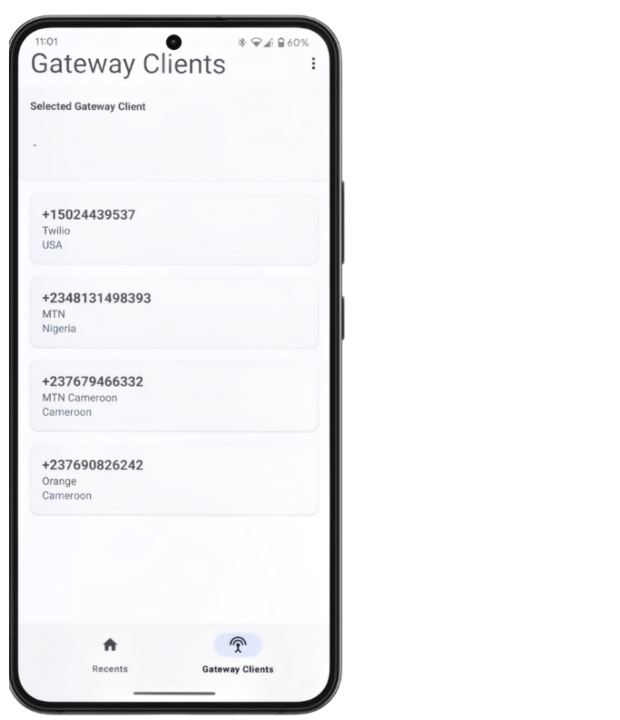 11:01
60%
Gateway Clients
Selected Gateway Client
-
+15024439537
Twilio
USA
+2348131498393
MTN
Nigeria
+237679466332
MTN Cameroon
Cameroon
+237690826242
Orange
Cameroon
Recents
Gateway Clients